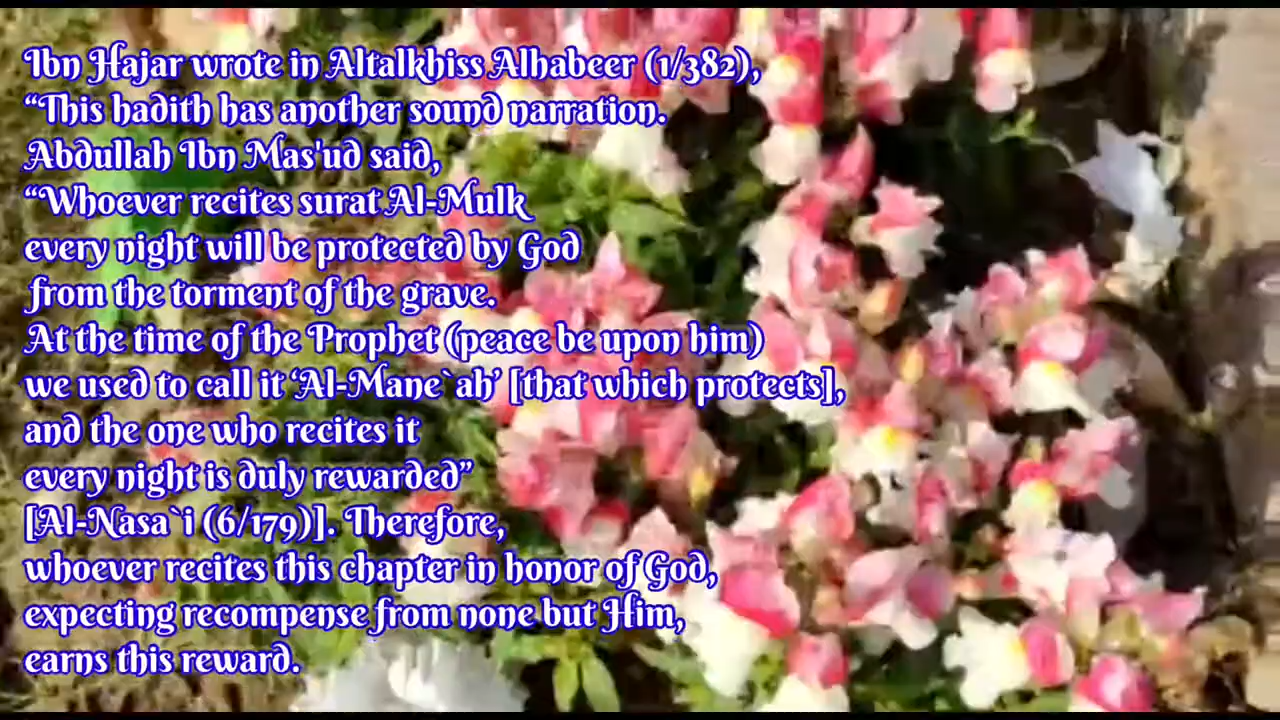 Ibn Hajar wrote in Altalkhiss Alhabeer (1/382),
“This hadith has another sound narration.
Abdullah Ibn Mas'ud said,
“Whoever recites surat Al-Mulk
every night will be protected by God
from the torment of the grave.
At the time of the Prophet (peace be upon him)
we used to call it ‘Al-Mane`ah’ [that which protects],
and the one who recites it
every night is duly rewarded”
[Al-Nasa`i (6/179)]. Therefore,
whoever recites this chapter in honor of God,
expecting recompense from none but Him,
earns this reward.